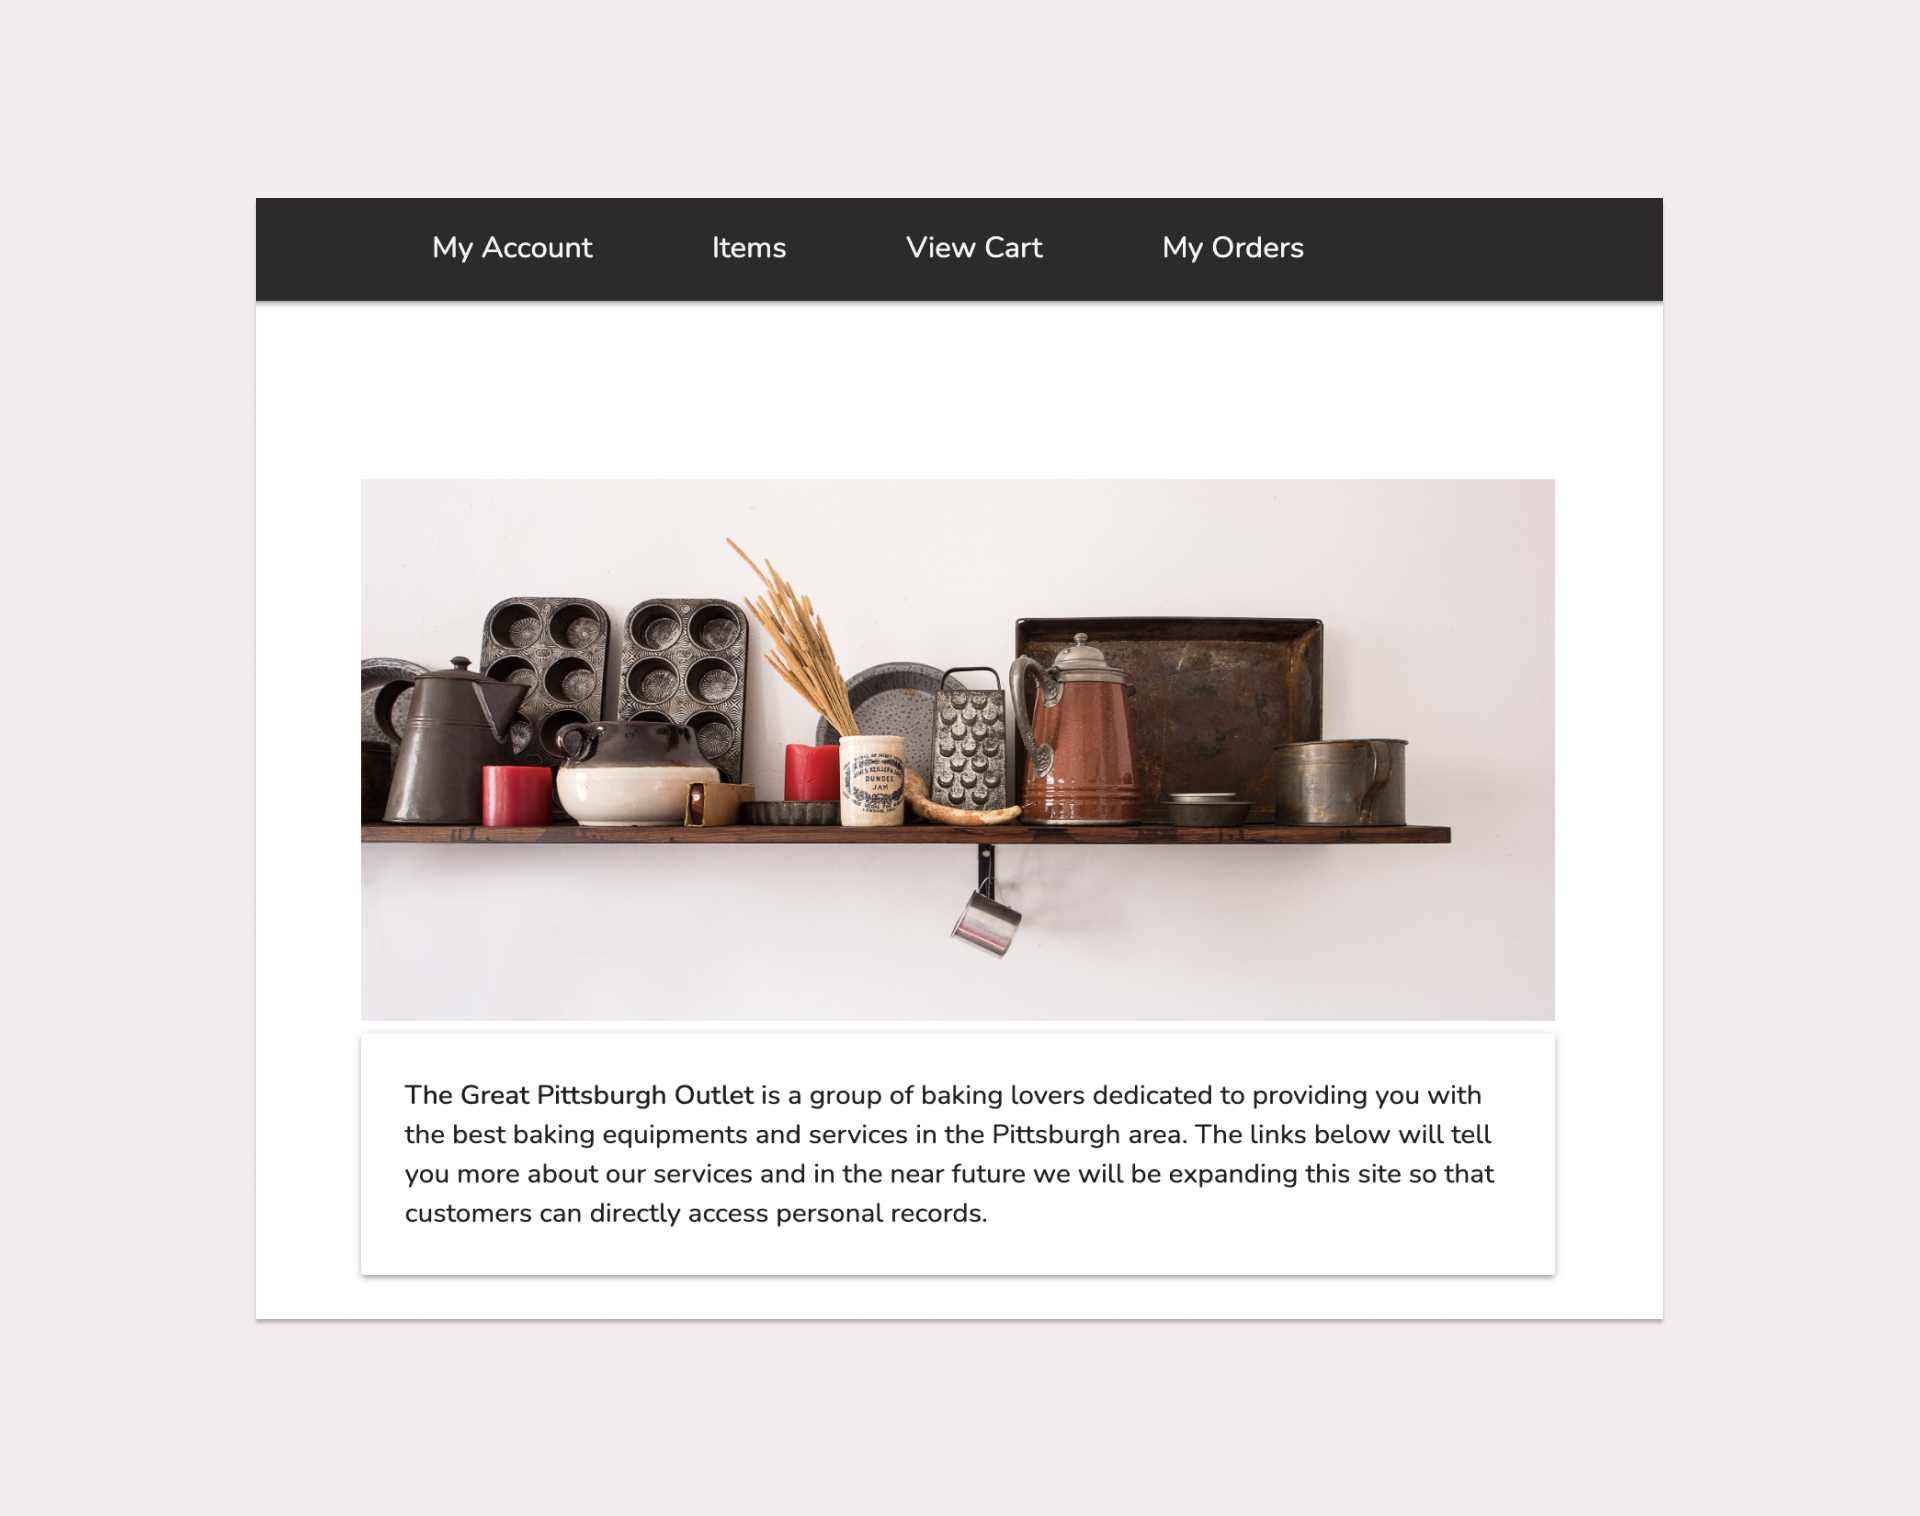 My Account Items View Cart My Orders
DUNDEE
JAM
The Great Pittsburgh Outlet is a group of baking lovers dedicated to providing you with
the best baking equipments and services in the Pittsburgh area. The links below will tell
you more about our services and in the near future we will be expanding this site so that
customers can directly access personal records.